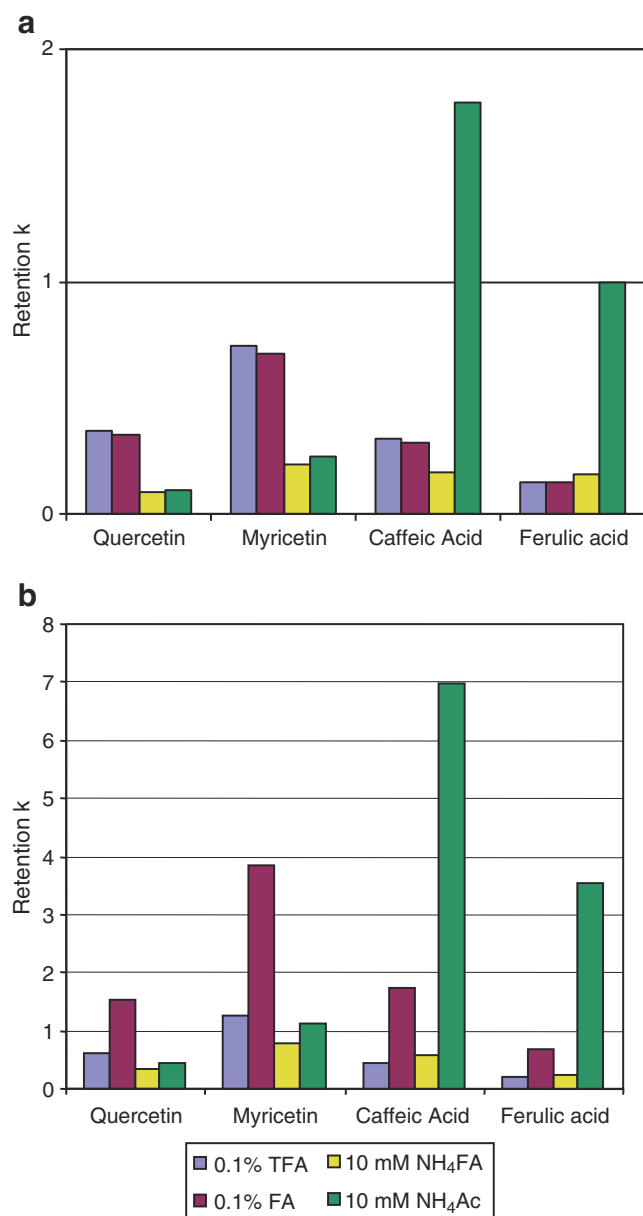 a
2
1
0
Retention k
Quercetin Myricetin Caffeic Acid Ferulic acid
b
8
7
6
5
4
3
2
1
0
Retention k
Quercetin Myricetin Caffeic Acid Ferulic acid
0.1% TFA 10 mM NH₄FA
0.1% FA 10 mM NH₄Ac